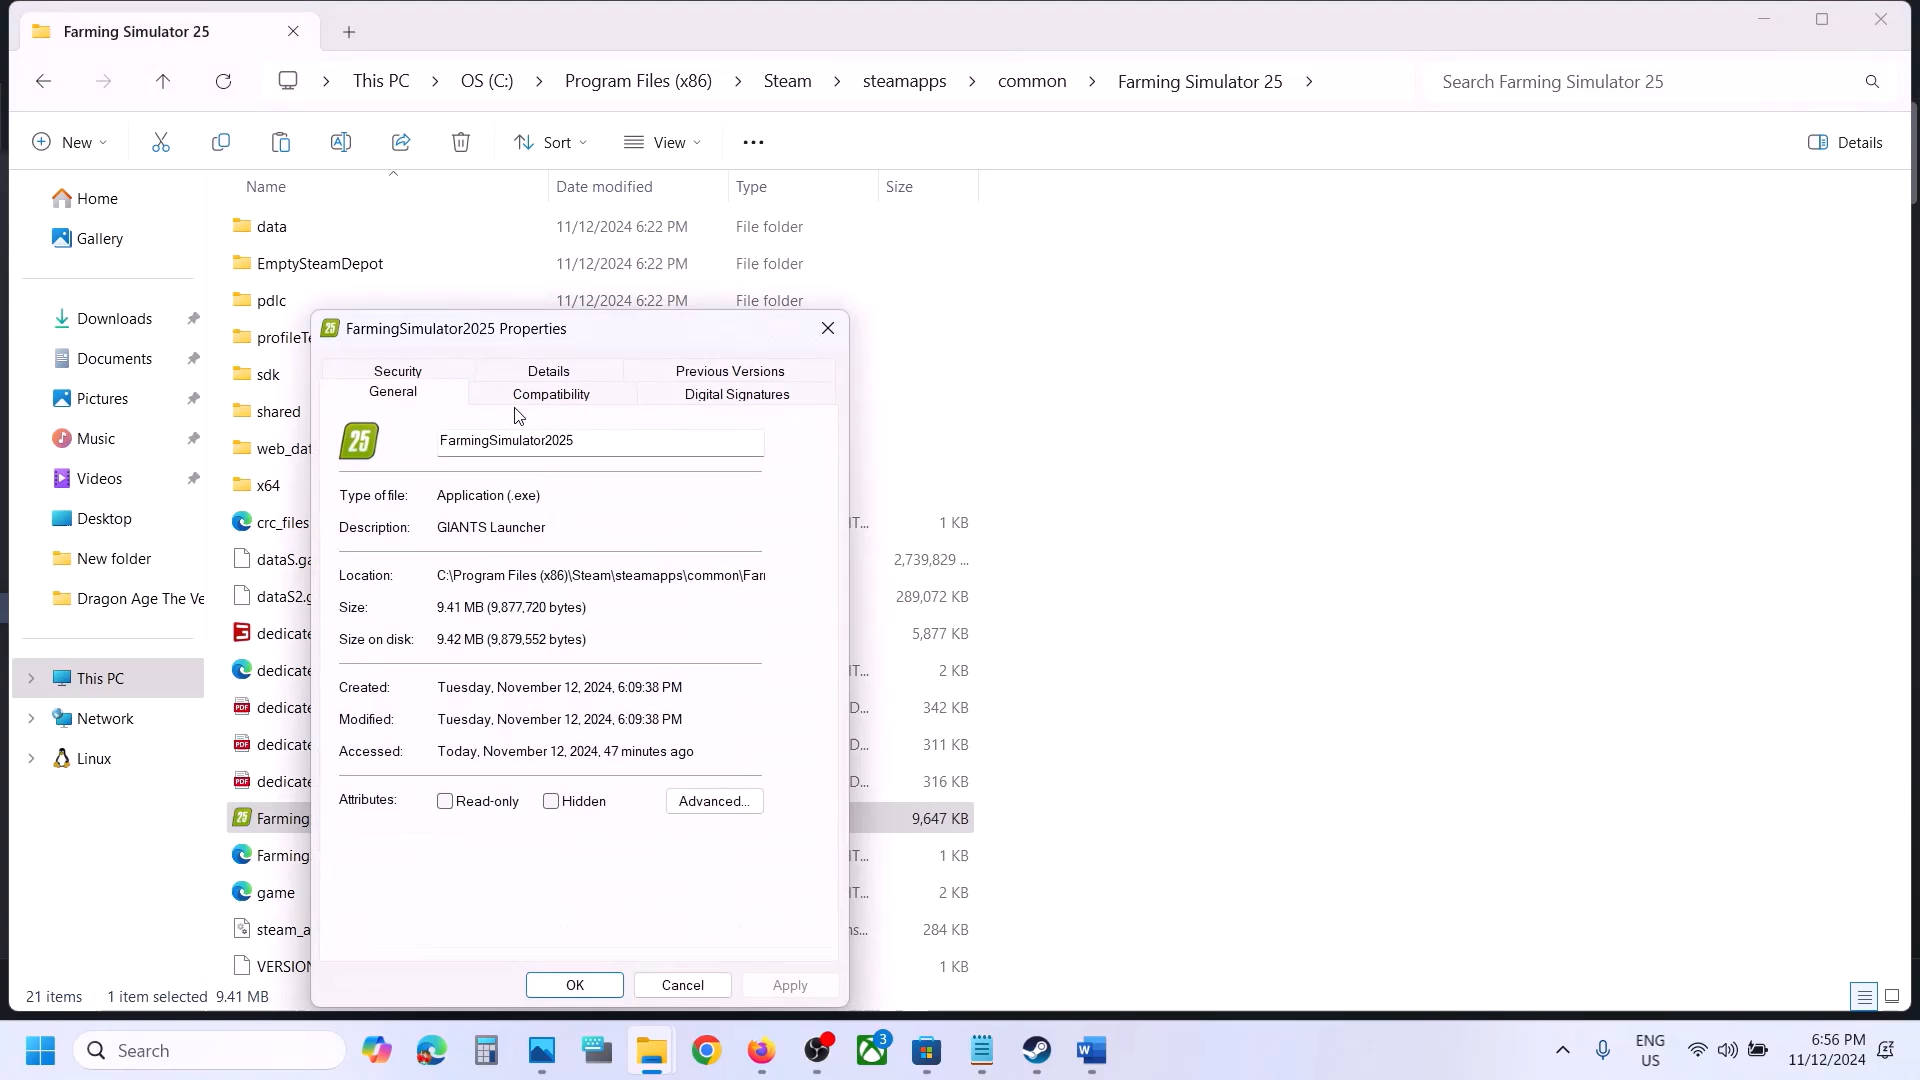 Farming Simulator 25
This PC
OS (C:)
Program Files (x86)
Steam
steamapps
common
Farming Simulator 25
Search Farming Simulator 25
New
Sort
View
Details
Name
Date modified
Type
Size
Home
Gallery
Downloads
Documents
Pictures
Music
Videos
Desktop
New folder
Dragon Age The Ve
This PC
Network
Linux
data 11/12/2024 6:22 PM File folder
EmptySteamDepot 11/12/2024 6:22 PM File folder
pdlc 11/12/2024 6:22 PM File folder
profileTe
sdk
shared
web_dat
x64
crc_files T... 1 KB
dataS.ga 2,739,829 ...
dataS2.g 289,072 KB
dedicate 5,877 KB
dedicate T... 2 KB
dedicate D... 342 KB
dedicate D... 311 KB
dedicate D... 316 KB
25 Farming 9,647 KB
Farming T... 1 KB
game T... 2 KB
steam_a ns... 284 KB
VERSION 1 KB
25 FarmingSimulator2025 Properties
Security
Details
Previous Versions
General
Compatibility
Digital Signatures
25
FarmingSimulator2025
Type of file: Application (.exe)
Description: GIANTS Launcher
Location: C:\Program Files (x86)\Steam\steamapps\common\Farı
Size: 9.41 MB (9,877,720 bytes)
Size on disk: 9.42 MB (9,879,552 bytes)
Created: Tuesday, November 12, 2024, 6:09:38 PM
Modified: Tuesday, November 12, 2024, 6:09:38 PM
Accessed: Today, November 12, 2024, 47 minutes ago
Attributes: Read-only Hidden Advanced...
OK Cancel Apply
21 items 1 item selected 9.41 MB
Search
3
ENG
US
6:56 PM
11/12/2024